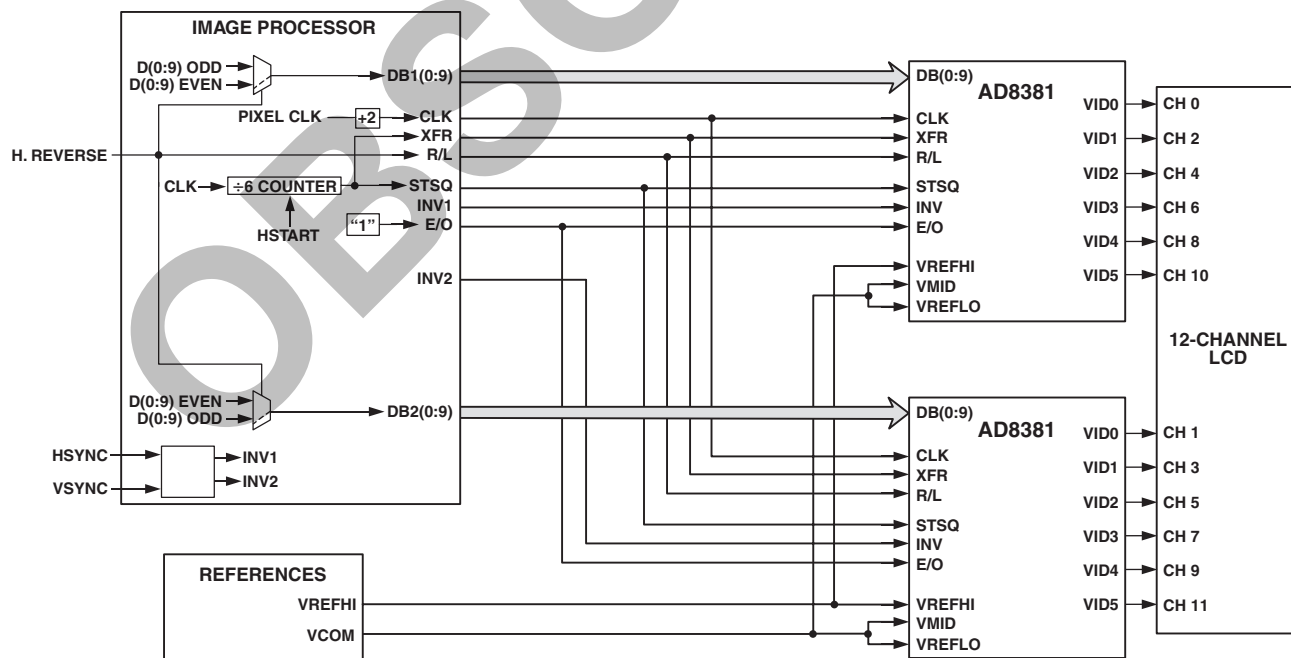 IMAGE PROCESSOR
D(0:9) ODD
D(0:9) EVEN
DB1(0:9)
PIXEL CLK
÷2
CLK
XFR
H. REVERSE
R/L
CLK
÷6 COUNTER
STSQ
INV1
HSTART
"1"
E/O
INV2
D(0:9) EVEN
D(0:9) ODD
DB2(0:9)
HSYNC
VSYNC
INV1
INV2
REFERENCES
VREFHI
VCOM
DB(0:9)
AD8381
CLK
XFR
R/L
STSQ
INV
E/O
VREFHI
VMID
VREFLO
VID0
VID1
VID2
VID3
VID4
VID5
CH 0
CH 2
CH 4
CH 6
CH 8
CH 10
12-CHANNEL
LCD
DB(0:9)
AD8381
CLK
XFR
R/L
STSQ
INV
E/O
VREFHI
VMID
VREFLO
VID0
VID1
VID2
VID3
VID4
VID5
CH 1
CH 3
CH 5
CH 7
CH 9
CH 11
OBSO